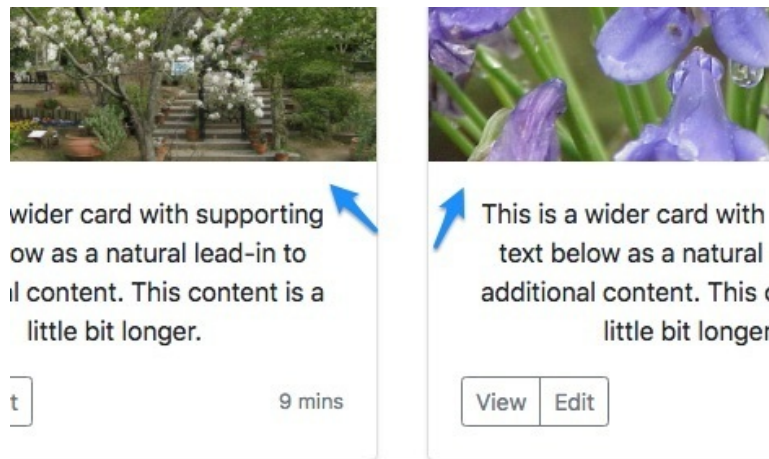 wider card with supporting
ow as a natural lead-in to
l content. This content is a
little bit longer.
t
9 mins
This is a wider card with
text below as a natural
additional content. This
little bit longer
View
Edit